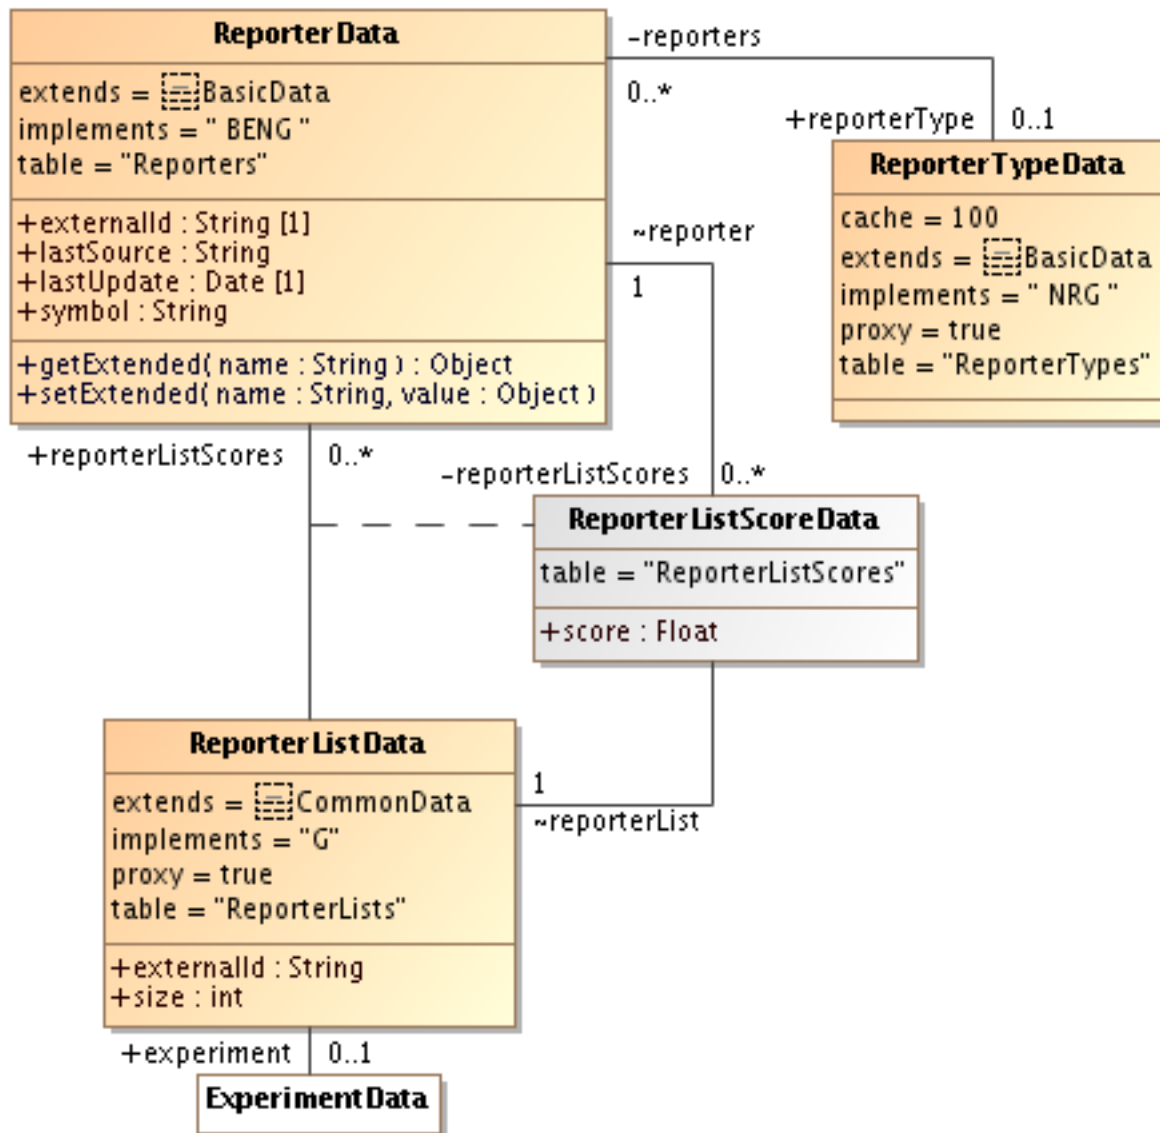 ReporterData
extends = BasicData
implements = " BENG "
table = "Reporters"
+externalId : String [1]
+lastSource : String
+lastUpdate : Date [1]
+symbol : String
+getExtended( name : String ) : Object
+setExtended( name : String, value : Object )
-reporters
0..*
+reporterType
0..1
ReporterTypeData
cache = 100
extends = BasicData
implements = " NRG "
proxy = true
table = "ReporterTypes"
~reporter
1
+reporterListScores
0..*
-reporterListScores
0..*
ReporterListScoreData
table = "ReporterListScores"
+score : Float
ReporterListData
extends = CommonData
implements = "G"
proxy = true
table = "ReporterLists"
+externalId : String
+size : int
1
~reporterList
+experiment
0..1
ExperimentData